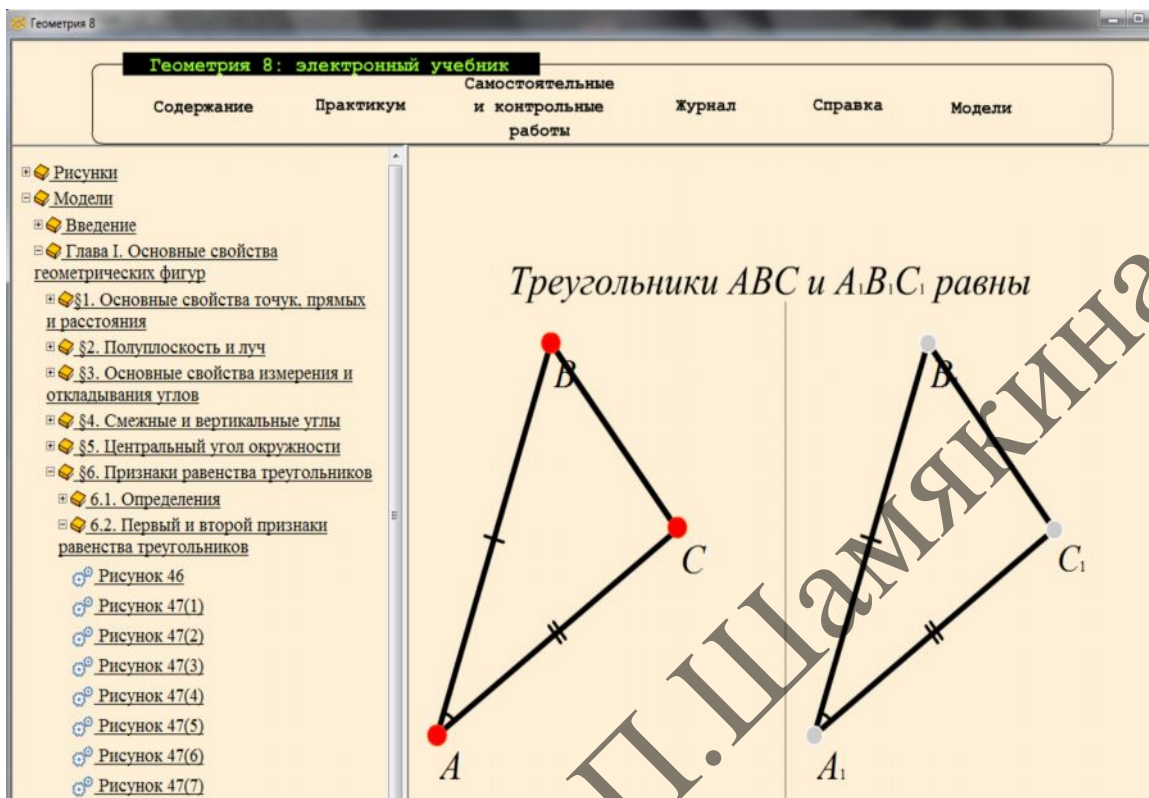 Геометрия 8
Геометрия 8: электронный учебник
Содержание
Практикум
Самостоятельные
и контрольные
работы
Журнал
Справка
Модели
Рисунки
Модели
Введение
Глава I. Основные свойства
геометрических фигур
§1. Основные свойства точук, прямых
и расстояния
§2. Полуплоскость и луч
§3. Основные свойства измерения и
откладывания углов
§4. Смежные и вертикальные углы
§5. Центральный угол окружности
§6. Признаки равенства треугольников
6.1. Определения
6.2. Первый и второй признаки
равенства треугольников
Рисунок 46
Рисунок 47(1)
Рисунок 47(2)
Рисунок 47(3)
Рисунок 47(4)
Рисунок 47(5)
Рисунок 47(6)
Рисунок 47(7)
Треугольники ABC и A₁B₁C₁ равны
B
C
A
B₁
C₁
A₁
П.Шамякина